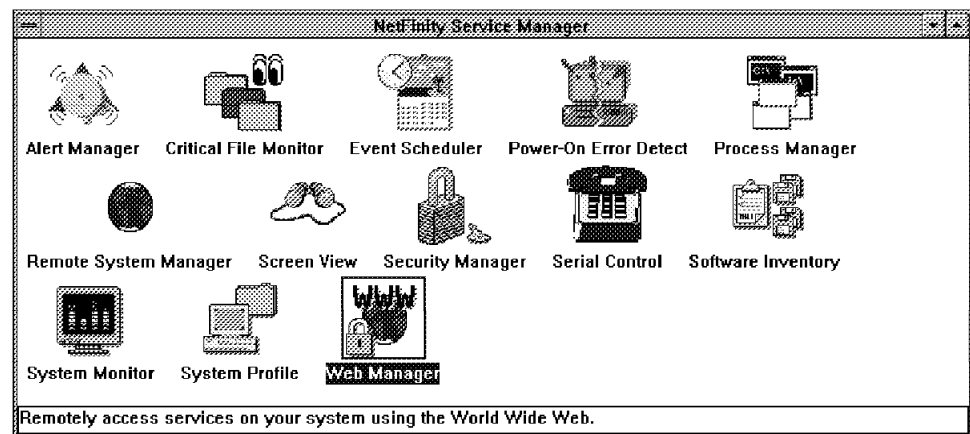 NetFinity Service Manager
Alert Manager Critical File Monitor Event Scheduler Power-On Error Detect Process Manager
Remote System Manager Screen View Security Manager Serial Control Software Inventory
WWW
System Monitor System Profile Web Manager
Remotely access services on your system using the World Wide Web.